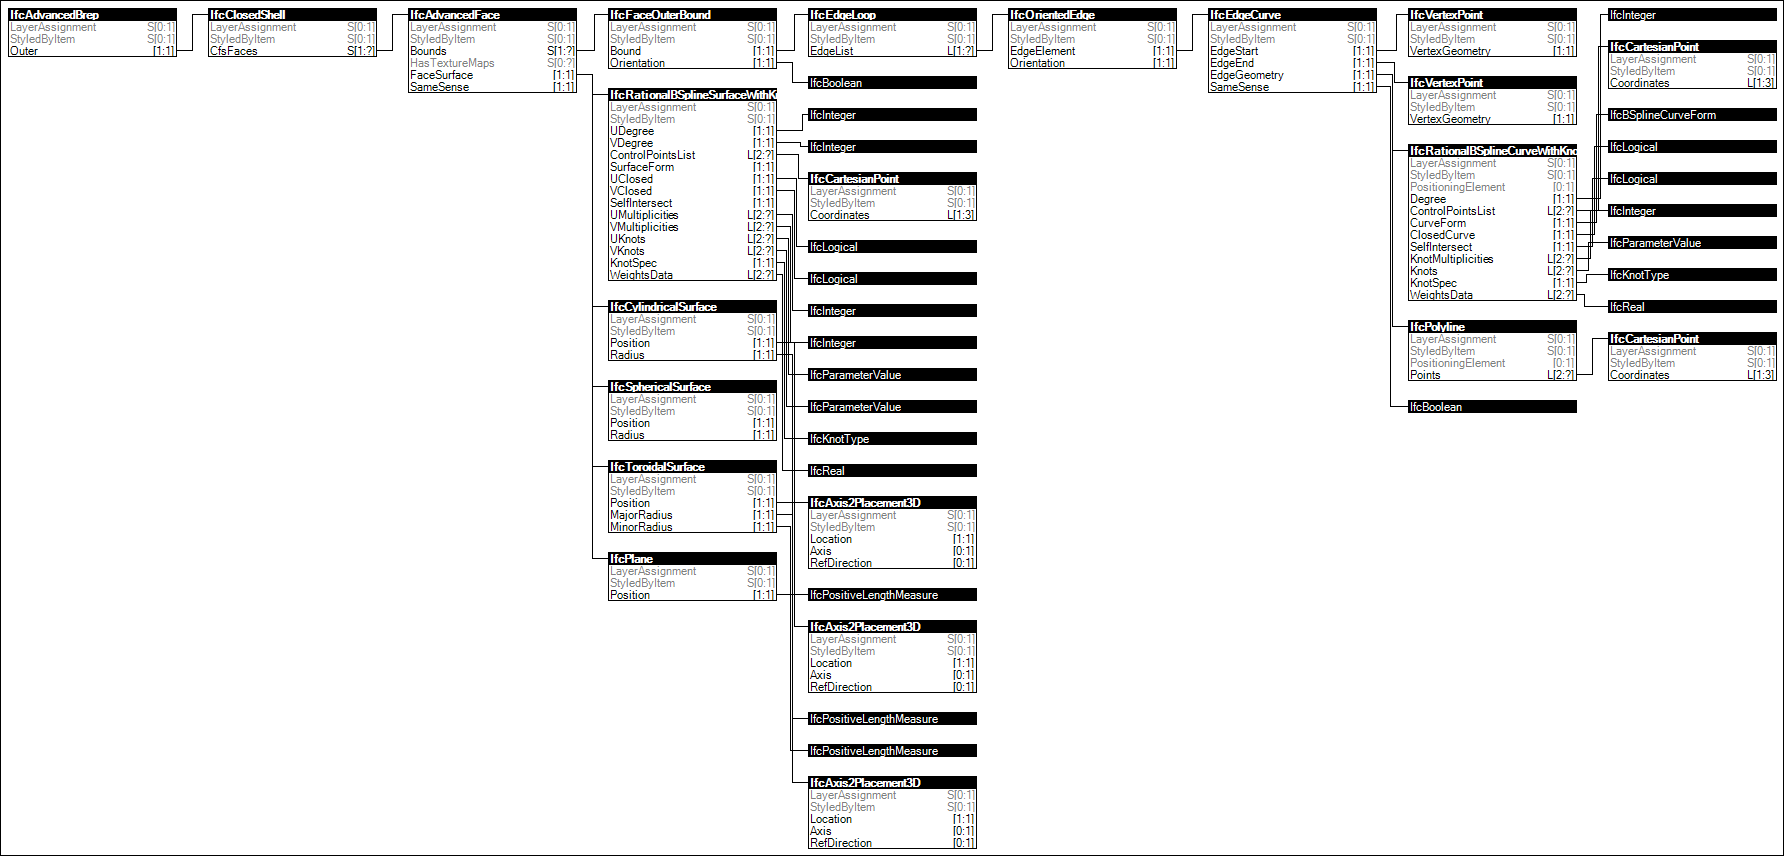 IfcAdvancedBrep
LayerAssignment S[0:1]
StyledByItem S[0:1]
Outer [1:1]
IfcClosedShell
LayerAssignment S[0:1]
StyledByItem S[0:1]
CfsFaces S[1:?]
IfcAdvancedFace
LayerAssignment S[0:1]
StyledByItem S[0:1]
Bounds S[1:?]
HasTextureMaps S[0:?]
FaceSurface [1:1]
SameSense [1:1]
IfcFaceOuterBound
LayerAssignment S[0:1]
StyledByItem S[0:1]
Bound [1:1]
Orientation [1:1]
IfcRationalBSplineSurfaceWithKn
LayerAssignment S[0:1]
StyledByItem S[0:1]
UDegree [1:1]
VDegree [1:1]
ControlPointsList L[2:?]
SurfaceForm [1:1]
UClosed [1:1]
VClosed [1:1]
SelfIntersect [1:1]
UMultiplicities L[2:?]
VMultiplicities L[2:?]
UKnots L[2:?]
VKnots L[2:?]
KnotSpec [1:1]
WeightsData L[2:?]
IfcCylindricalSurface
LayerAssignment S[0:1]
StyledByItem S[0:1]
Position [1:1]
Radius [1:1]
IfcSphericalSurface
LayerAssignment S[0:1]
StyledByItem S[0:1]
Position [1:1]
Radius [1:1]
IfcToroidalSurface
LayerAssignment S[0:1]
StyledByItem S[0:1]
Position [1:1]
MajorRadius [1:1]
MinorRadius [1:1]
IfcPlane
LayerAssignment S[0:1]
StyledByItem S[0:1]
Position [1:1]
IfcEdgeLoop
LayerAssignment S[0:1]
StyledByItem S[0:1]
EdgeList L[1:?]
IfcBoolean
IfcInteger
IfcInteger
IfcCartesianPoint
LayerAssignment S[0:1]
StyledByItem S[0:1]
Coordinates L[1:3]
IfcLogical
IfcLogical
IfcInteger
IfcInteger
IfcParameterValue
IfcParameterValue
IfcKnotType
IfcReal
IfcAxis2Placement3D
LayerAssignment S[0:1]
StyledByItem S[0:1]
Location [1:1]
Axis [0:1]
RefDirection [0:1]
IfcPositiveLengthMeasure
IfcAxis2Placement3D
LayerAssignment S[0:1]
StyledByItem S[0:1]
Location [1:1]
Axis [0:1]
RefDirection [0:1]
IfcPositiveLengthMeasure
IfcPositiveLengthMeasure
IfcAxis2Placement3D
LayerAssignment S[0:1]
StyledByItem S[0:1]
Location [1:1]
Axis [0:1]
RefDirection [0:1]
IfcOrientedEdge
LayerAssignment S[0:1]
StyledByItem S[0:1]
EdgeElement [1:1]
Orientation [1:1]
IfcEdgeCurve
LayerAssignment S[0:1]
StyledByItem S[0:1]
EdgeStart [1:1]
EdgeEnd [1:1]
EdgeGeometry [1:1]
SameSense [1:1]
IfcVertexPoint
LayerAssignment S[0:1]
StyledByItem S[0:1]
VertexGeometry [1:1]
IfcVertexPoint
LayerAssignment S[0:1]
StyledByItem S[0:1]
VertexGeometry [1:1]
IfcRationalBSplineCurveWithKno
LayerAssignment S[0:1]
StyledByItem S[0:1]
PositioningElement [0:1]
Degree [1:1]
ControlPointsList L[2:?]
CurveForm [1:1]
ClosedCurve [1:1]
SelfIntersect [1:1]
KnotMultiplicities L[2:?]
Knots L[2:?]
KnotSpec [1:1]
WeightsData L[2:?]
IfcPolyline
LayerAssignment S[0:1]
StyledByItem S[0:1]
PositioningElement [0:1]
Points L[2:?]
IfcBoolean
IfcInteger
IfcCartesianPoint
LayerAssignment S[0:1]
StyledByItem S[0:1]
Coordinates L[1:3]
IfcBSplineCurveForm
IfcLogical
IfcLogical
IfcInteger
IfcParameterValue
IfcKnotType
IfcReal
IfcCartesianPoint
LayerAssignment S[0:1]
StyledByItem S[0:1]
Coordinates L[1:3]